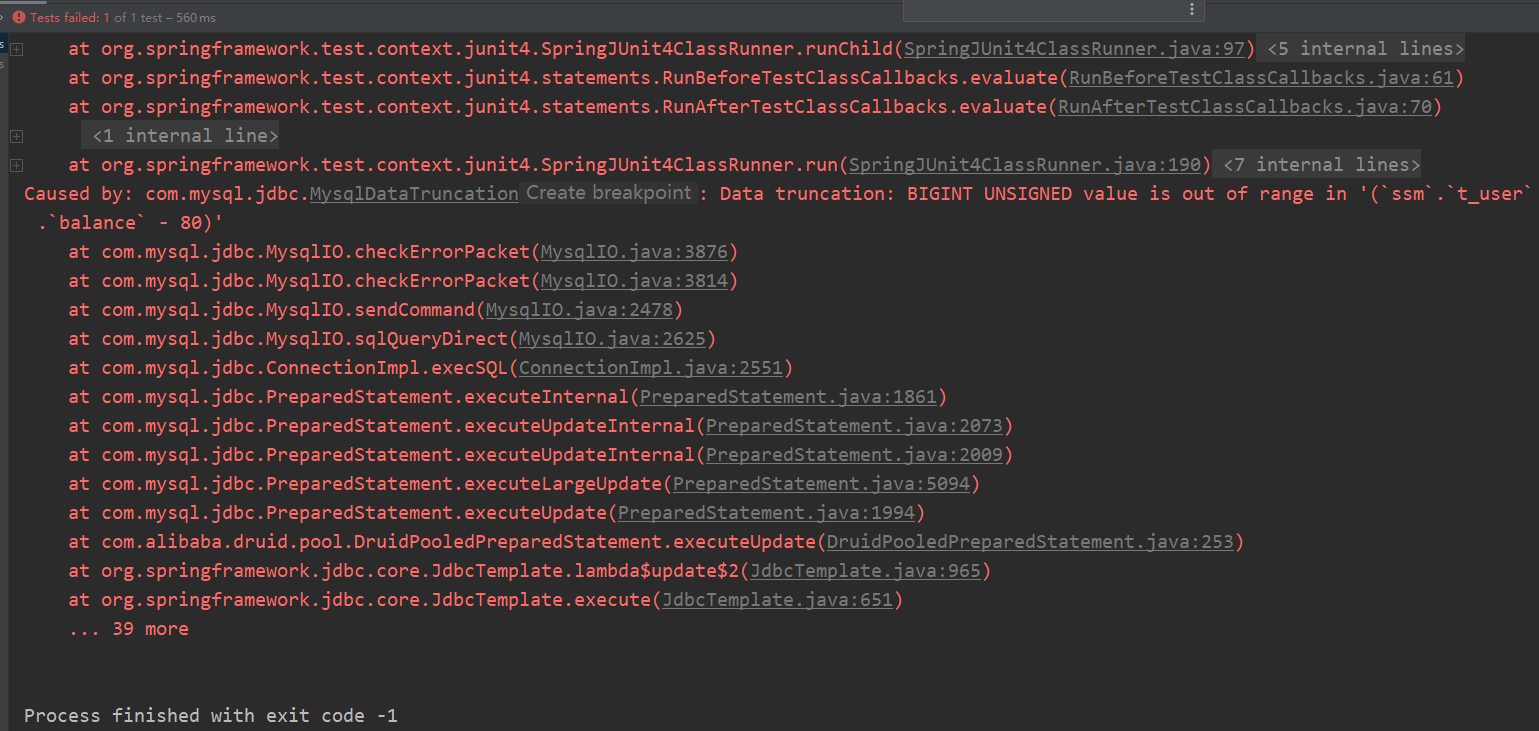 Tests failed: 1 of 1 test – 560 ms
at org.springframework.test.context.junit4.SpringJUnit4ClassRunner.runChild(SpringJUnit4ClassRunner.java:97) <5 internal lines>
at org.springframework.test.context.junit4.statements.RunBeforeTestClassCallbacks.evaluate(RunBeforeTestClassCallbacks.java:61)
at org.springframework.test.context.junit4.statements.RunAfterTestClassCallbacks.evaluate(RunAfterTestClassCallbacks.java:70)
<1 internal line>
at org.springframework.test.context.junit4.SpringJUnit4ClassRunner.run(SpringJUnit4ClassRunner.java:190) <7 internal lines>
Caused by: com.mysql.jdbc.MysqlDataTruncation Create breakpoint : Data truncation: BIGINT UNSIGNED value is out of range in '(`ssm`.`t_user`
.`balance` - 80)'
at com.mysql.jdbc.MysqlIO.checkErrorPacket(MysqlIO.java:3876)
at com.mysql.jdbc.MysqlIO.checkErrorPacket(MysqlIO.java:3814)
at com.mysql.jdbc.MysqlIO.sendCommand(MysqlIO.java:2478)
at com.mysql.jdbc.MysqlIO.sqlQueryDirect(MysqlIO.java:2625)
at com.mysql.jdbc.ConnectionImpl.execSQL(ConnectionImpl.java:2551)
at com.mysql.jdbc.PreparedStatement.executeInternal(PreparedStatement.java:1861)
at com.mysql.jdbc.PreparedStatement.executeUpdateInternal(PreparedStatement.java:2073)
at com.mysql.jdbc.PreparedStatement.executeUpdateInternal(PreparedStatement.java:2009)
at com.mysql.jdbc.PreparedStatement.executeLargeUpdate(PreparedStatement.java:5094)
at com.mysql.jdbc.PreparedStatement.executeUpdate(PreparedStatement.java:1994)
at com.alibaba.druid.pool.DruidPooledPreparedStatement.executeUpdate(DruidPooledPreparedStatement.java:253)
at org.springframework.jdbc.core.JdbcTemplate.lambda$update$2(JdbcTemplate.java:965)
at org.springframework.jdbc.core.JdbcTemplate.execute(JdbcTemplate.java:651)
... 39 more
Process finished with exit code -1